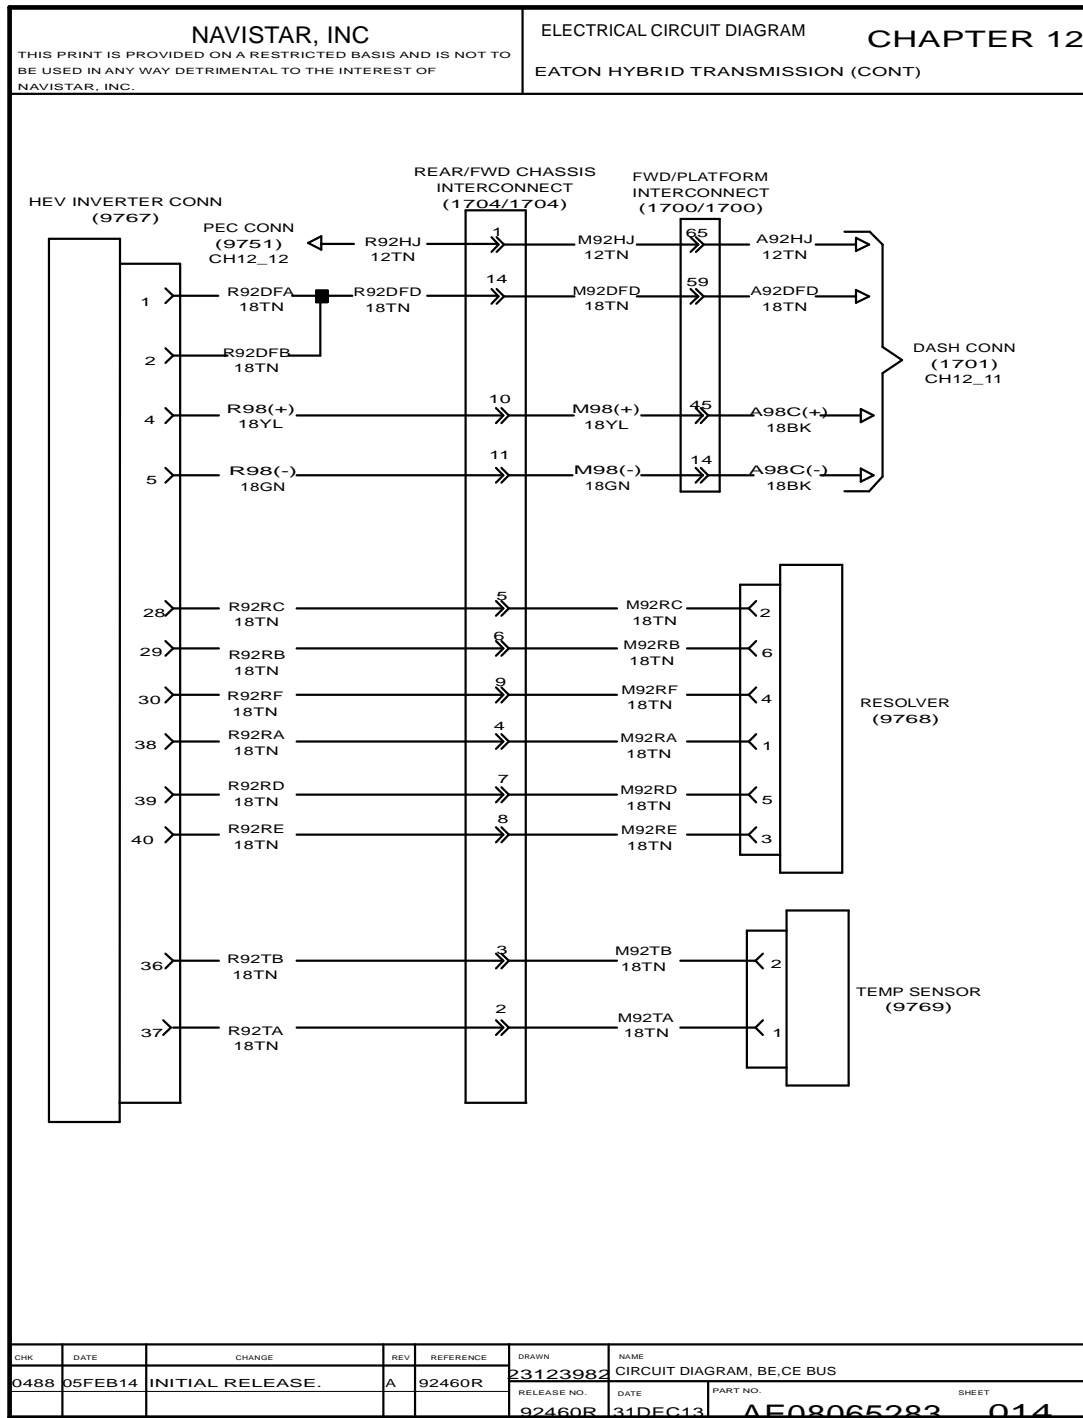 NAVISTAR, INC
THIS PRINT IS PROVIDED ON A RESTRICTED BASIS AND IS NOT TO
BE USED IN ANY WAY DETRIMENTAL TO THE INTEREST OF
NAVISTAR, INC.
ELECTRICAL CIRCUIT DIAGRAM
CHAPTER 12
EATON HYBRID TRANSMISSION (CONT)
HEV INVERTER CONN
(9767)
PEC CONN
(9751)
CH12_12
REAR/FWD CHASSIS
INTERCONNECT
(1704/1704)
FWD/PLATFORM
INTERCONNECT
(1700/1700)
R92HJ
12TN
1
M92HJ
12TN
65
A92HJ
12TN
1
R92DFA
18TN
R92DFD
18TN
14
M92DFD
18TN
59
A92DFD
18TN
2
R92DFB
18TN
DASH CONN
(1701)
CH12_11
4
R98(+)
18YL
10
M98(+)
18YL
45
A98C(+)
18BK
5
R98(-)
18GN
11
M98(-)
18GN
14
A98C(-)
18BK
28
R92RC
18TN
5
M92RC
18TN
2
29
R92RB
18TN
6
M92RB
18TN
6
30
R92RF
18TN
9
M92RF
18TN
4
RESOLVER
(9768)
38
R92RA
18TN
4
M92RA
18TN
1
39
R92RD
18TN
7
M92RD
18TN
5
40
R92RE
18TN
8
M92RE
18TN
3
36
R92TB
18TN
3
M92TB
18TN
2
TEMP SENSOR
(9769)
37
R92TA
18TN
2
M92TA
18TN
1
CHK DATE CHANGE REV REFERENCE
0488 05FEB14 INITIAL RELEASE. A 92460R
DRAWN
23123982
NAME
CIRCUIT DIAGRAM, BE,CE BUS
RELEASE NO.
92460R
DATE
31DEC13
PART NO.
AE08065283
SHEET
014